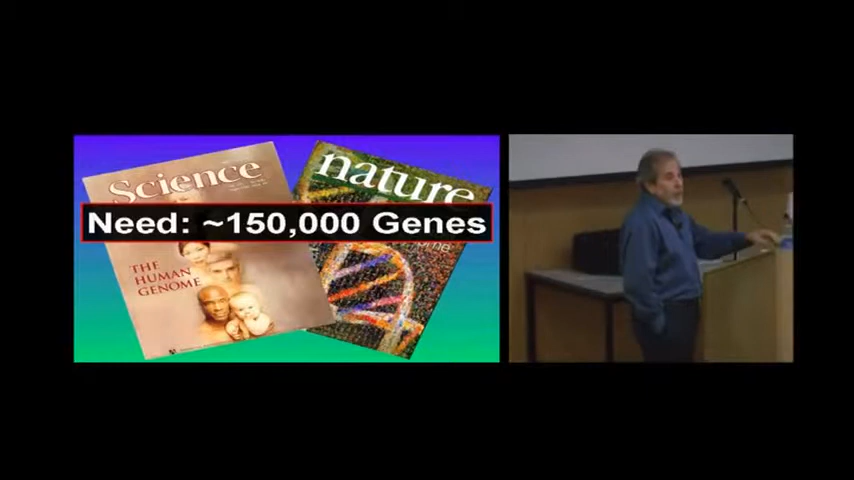 Science
nature
Need: ~150,000 Genes
THE
HUMAN
GENOME